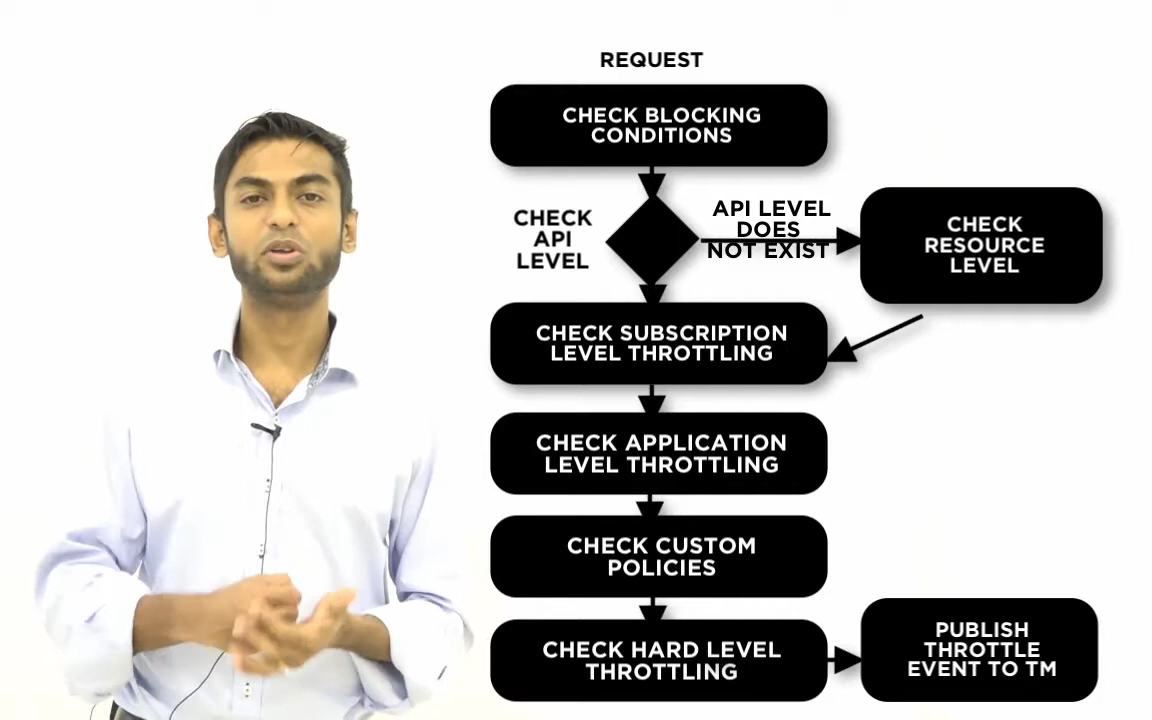 REQUEST
CHECK BLOCKING
CONDITIONS
CHECK
API
LEVEL
API LEVEL
DOES
NOT EXIST
CHECK
RESOURCE
LEVEL
CHECK SUBSCRIPTION
LEVEL THROTTLING
CHECK APPLICATION
LEVEL THROTTLING
CHECK CUSTOM
POLICIES
CHECK HARD LEVEL
THROTTLING
PUBLISH
THROTTLE
EVENT TO TM